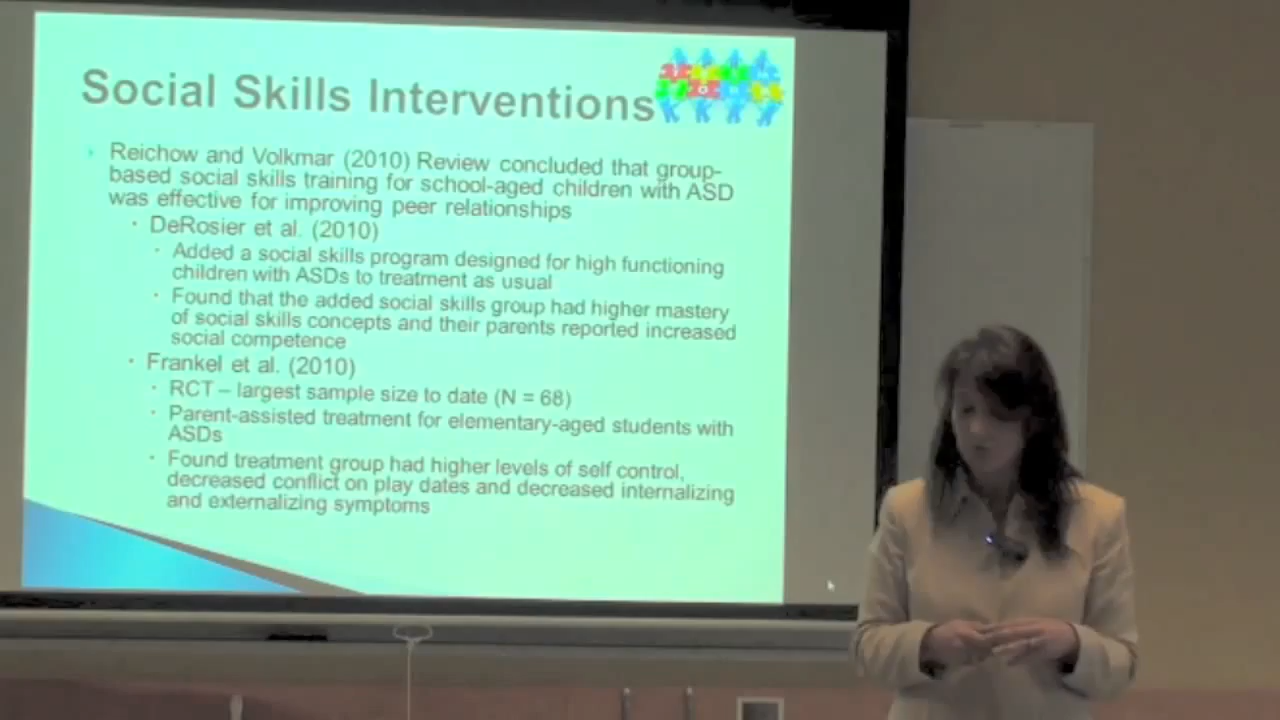 Social Skills Interventions
Reichow and Volkmar (2010) Review concluded that group-
based social skills training for school-aged children with ASD
was effective for improving peer relationships
DeRosier et al. (2010)
Added a social skills program designed for high functioning
children with ASDs to treatment as usual
Found that the added social skills group had higher mastery
of social skills concepts and their parents reported increased
social competence
Frankel et al. (2010)
RCT – largest sample size to date (N = 68)
Parent-assisted treatment for elementary-aged students with
ASDs
Found treatment group had higher levels of self control,
decreased conflict on play dates and decreased internalizing
and externalizing symptoms